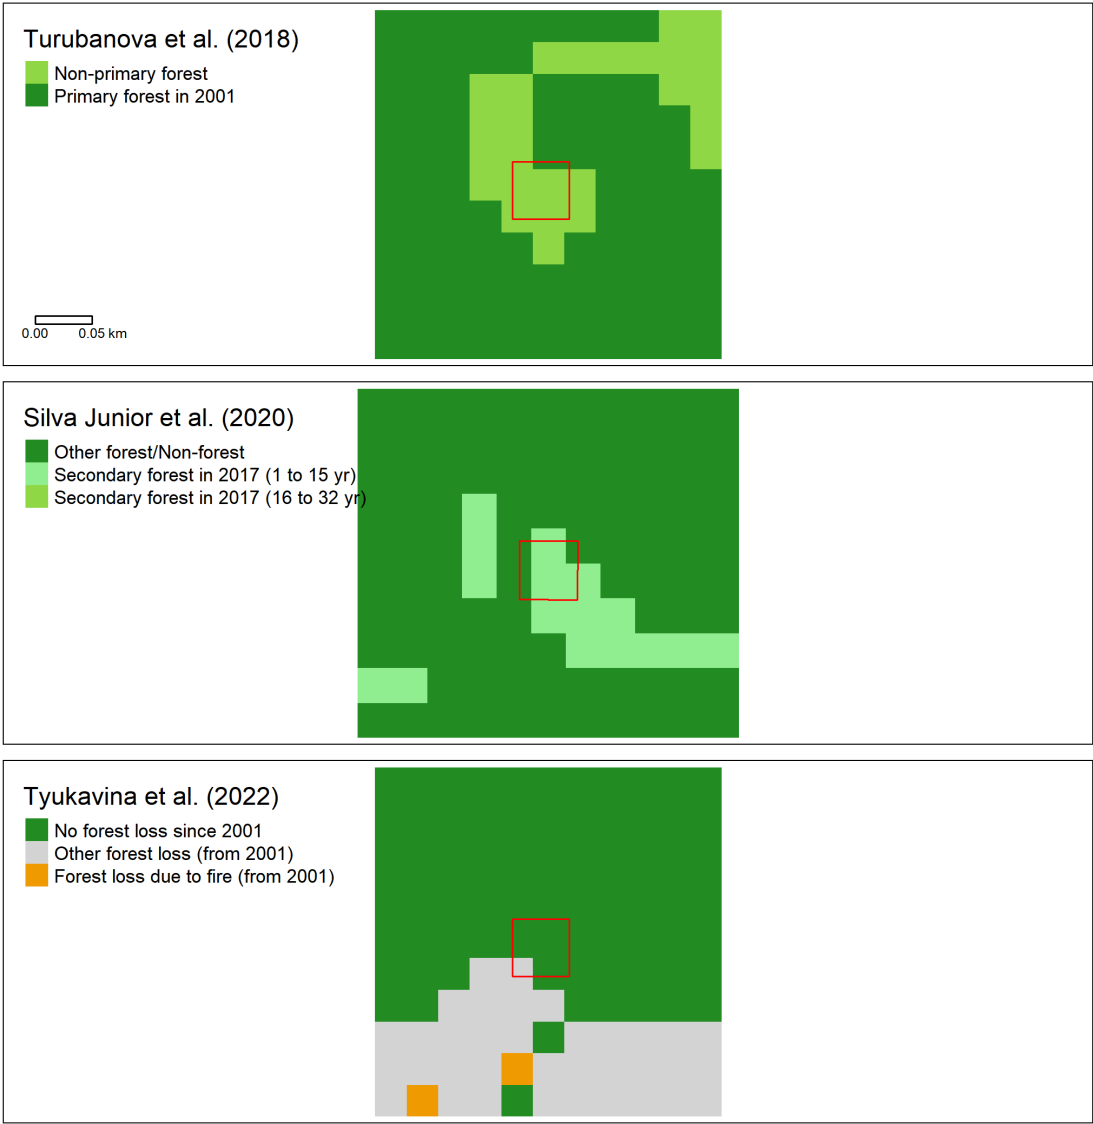 Turubanova et al. (2018)
Non-primary forest
Primary forest in 2001
0.00 0.05 km
Silva Junior et al. (2020)
Other forest/Non-forest
Secondary forest in 2017 (1 to 15 yr)
Secondary forest in 2017 (16 to 32 yr)
Tyukavina et al. (2022)
No forest loss since 2001
Other forest loss (from 2001)
Forest loss due to fire (from 2001)